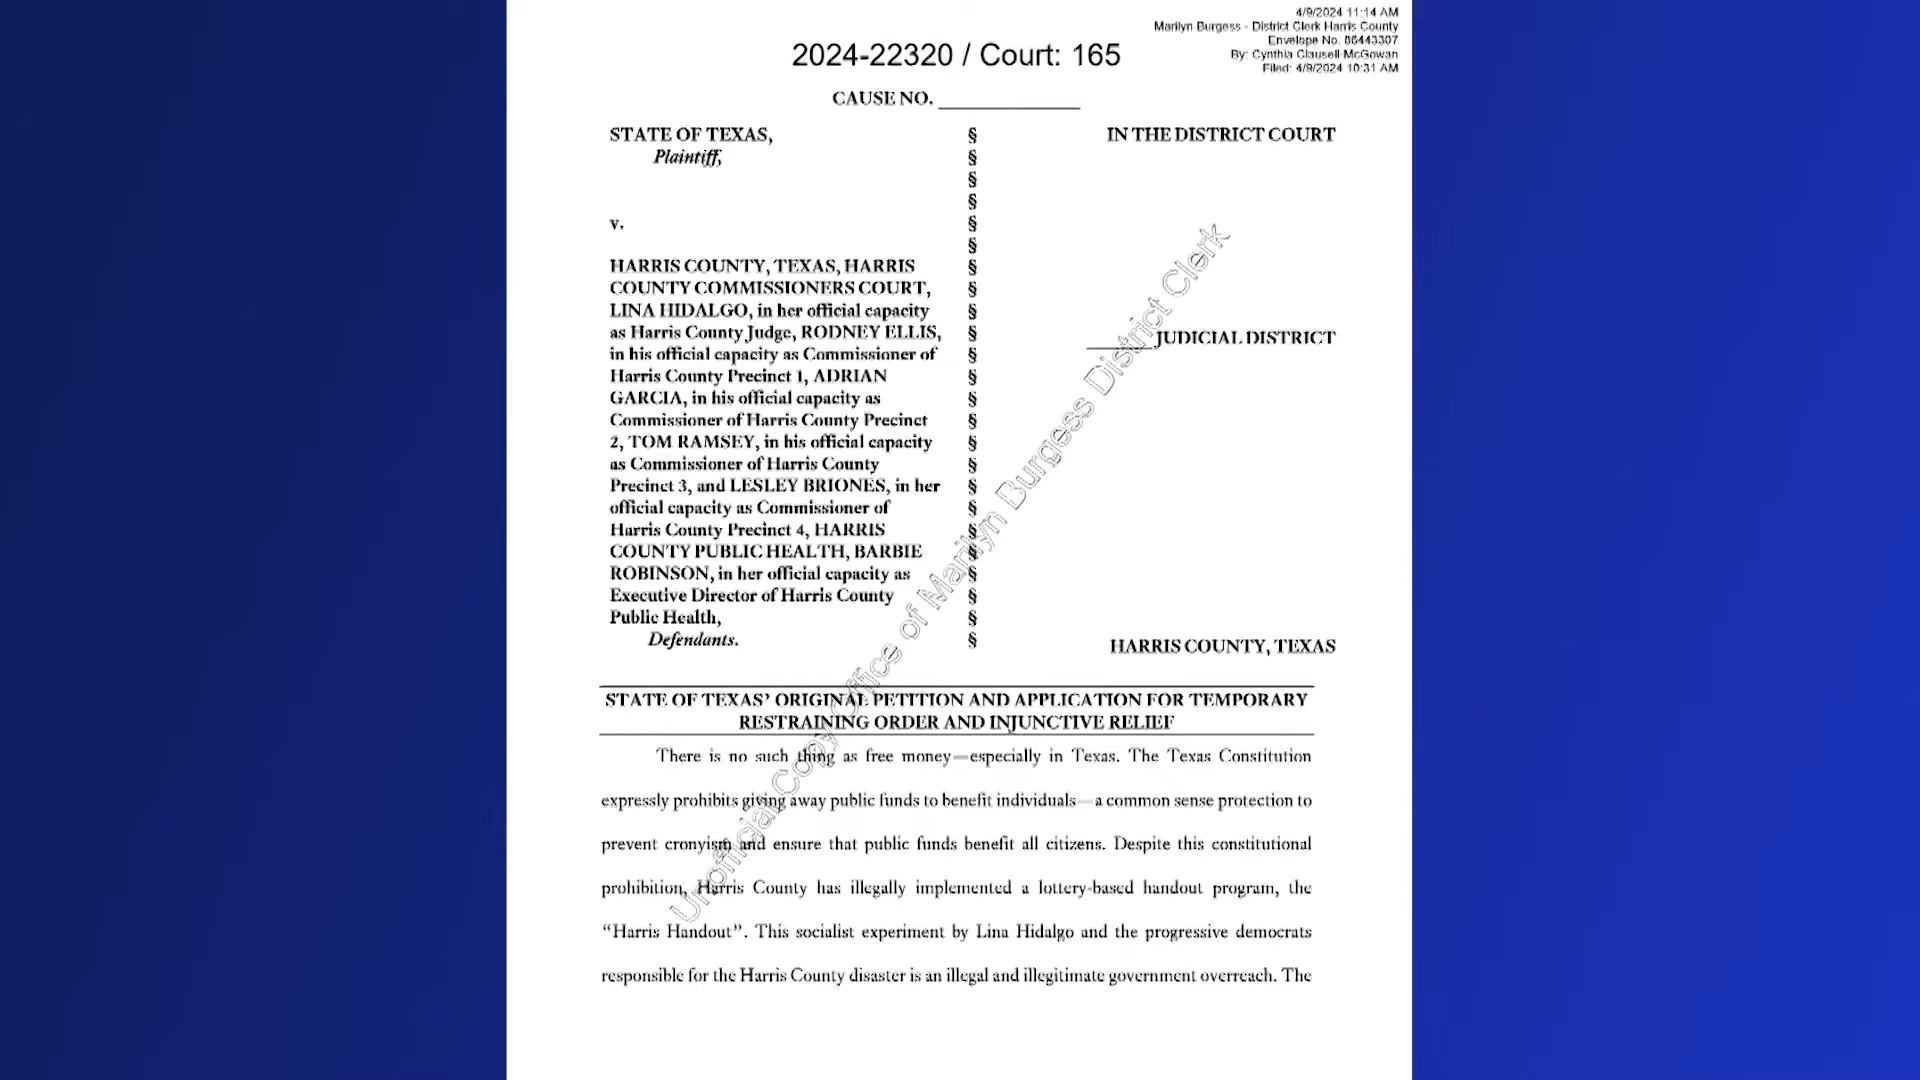 4/9/2024 11:14 AM
Marilyn Burgess - District Clerk Harris County
Envelope No. 86443307
By: Cynthia Clausell-McGowan
Filed: 4/9/2024 10:31 AM
2024-22320 / Court: 165
CAUSE NO. _______________
STATE OF TEXAS, § IN THE DISTRICT COURT
Plaintiff, §
§
§
v. §
§
HARRIS COUNTY, TEXAS, HARRIS §
COUNTY COMMISSIONERS COURT, §
LINA HIDALGO, in her official capacity §
as Harris County Judge, RODNEY ELLIS, § _______JUDICIAL DISTRICT
in his official capacity as Commissioner of §
Harris County Precinct 1, ADRIAN §
GARCIA, in his official capacity as §
Commissioner of Harris County Precinct §
2, TOM RAMSEY, in his official capacity §
as Commissioner of Harris County §
Precinct 3, and LESLEY BRIONES, in her §
official capacity as Commissioner of §
Harris County Precinct 4, HARRIS §
COUNTY PUBLIC HEALTH, BARBIE §
ROBINSON, in her official capacity as §
Executive Director of Harris County §
Public Health, §
Defendants. § HARRIS COUNTY, TEXAS
STATE OF TEXAS' ORIGINAL PETITION AND APPLICATION FOR TEMPORARY
RESTRAINING ORDER AND INJUNCTIVE RELIEF
There is no such thing as free money—especially in Texas. The Texas Constitution
expressly prohibits giving away public funds to benefit individuals—a common sense protection to
prevent cronyism and ensure that public funds benefit all citizens. Despite this constitutional
prohibition, Harris County has illegally implemented a lottery-based handout program, the
“Harris Handout”. This socialist experiment by Lina Hidalgo and the progressive democrats
responsible for the Harris County disaster is an illegal and illegitimate government overreach. The
Unofficial Copy Office of Marilyn Burgess District Clerk